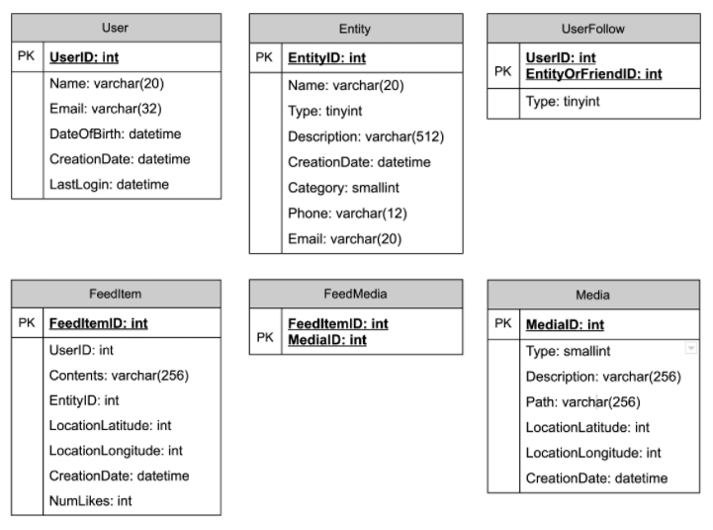 User
PK UserID: int
Name: varchar(20)
Email: varchar(32)
DateOfBirth: datetime
CreationDate: datetime
LastLogin: datetime
Entity
PK EntityID: int
Name: varchar(20)
Type: tinyint
Description: varchar(512)
CreationDate: datetime
Category: smallint
Phone: varchar(12)
Email: varchar(20)
UserFollow
PK UserID: int
EntityOrFriendID: int
Type: tinyint
FeedItem
PK FeedItemID: int
UserID: int
Contents: varchar(256)
EntityID: int
LocationLatitude: int
LocationLongitude: int
CreationDate: datetime
NumLikes: int
FeedMedia
PK FeedItemID: int
MediaID: int
Media
PK MediaID: int
Type: smallint
Description: varchar(256)
Path: varchar(256)
LocationLatitude: int
LocationLongitude: int
CreationDate: datetime